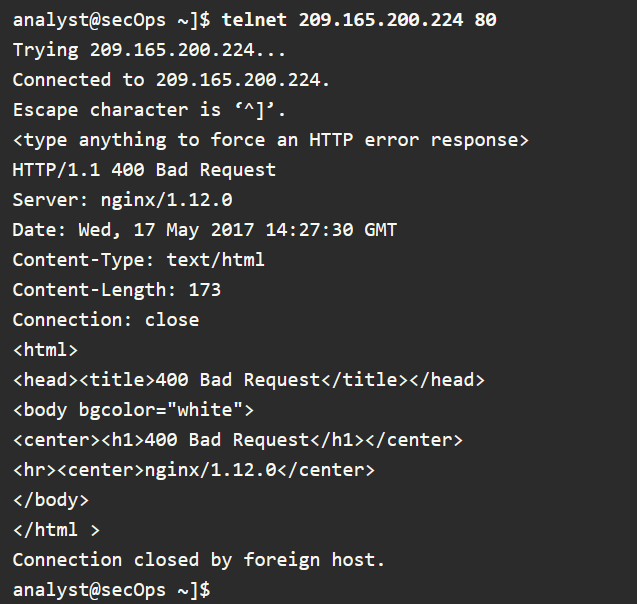 analyst@secOps ~]$ telnet 209.165.200.224 80
Trying 209.165.200.224...
Connected to 209.165.200.224.
Escape character is ‘^]’.
<type anything to force an HTTP error response>
HTTP/1.1 400 Bad Request
Server: nginx/1.12.0
Date: Wed, 17 May 2017 14:27:30 GMT
Content-Type: text/html
Content-Length: 173
Connection: close
<html>
<head><title>400 Bad Request</title></head>
<body bgcolor="white">
<center><h1>400 Bad Request</h1></center>
<hr><center>nginx/1.12.0</center>
</body>
</html >
Connection closed by foreign host.
analyst@secOps ~]$